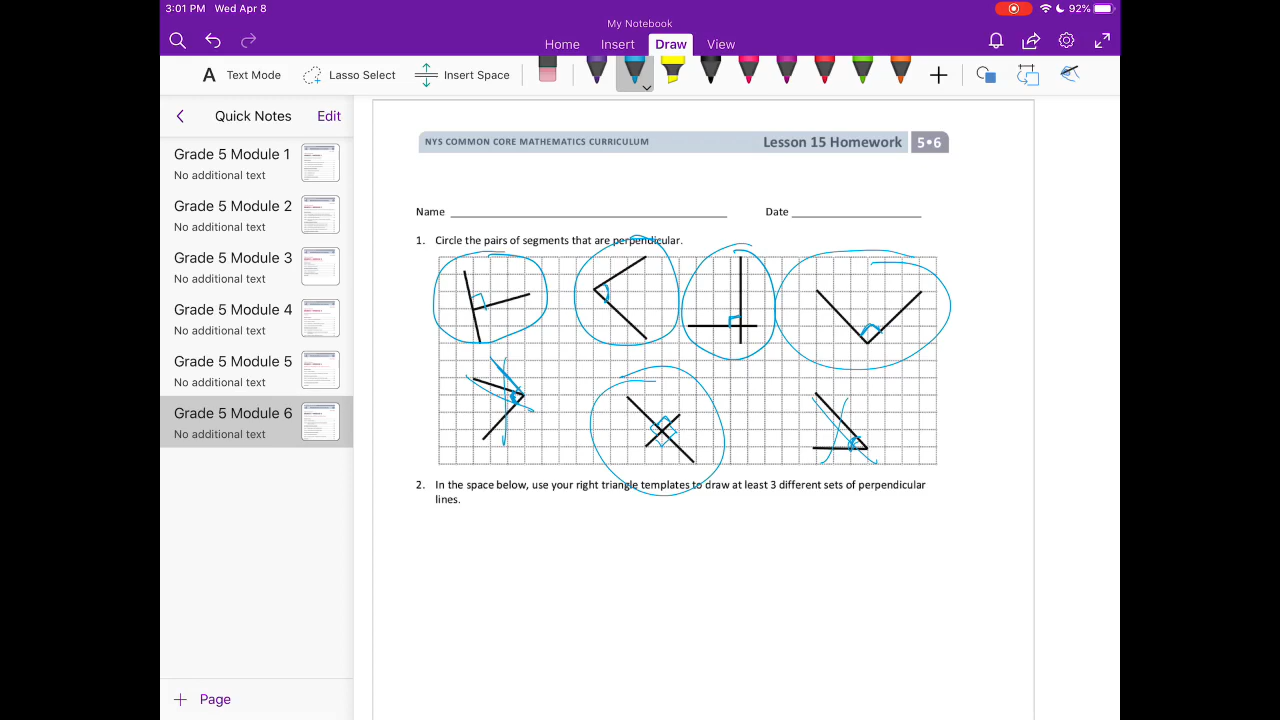 3:01 PM Wed Apr 8
92%
My Notebook
Home Insert Draw View
Text Mode Lasso Select Insert Space
Quick Notes Edit
Grade 5 Module 1
No additional text
Grade 5 Module 2
No additional text
Grade 5 Module 3
No additional text
Grade 5 Module 4
No additional text
Grade 5 Module 5
No additional text
Grade 5 Module 6
No additional text
Page
NYS COMMON CORE MATHEMATICS CURRICULUM Lesson 15 Homework 5•6
Name Date
1. Circle the pairs of segments that are perpendicular.
2. In the space below, use your right triangle templates to draw at least 3 different sets of perpendicular
lines.